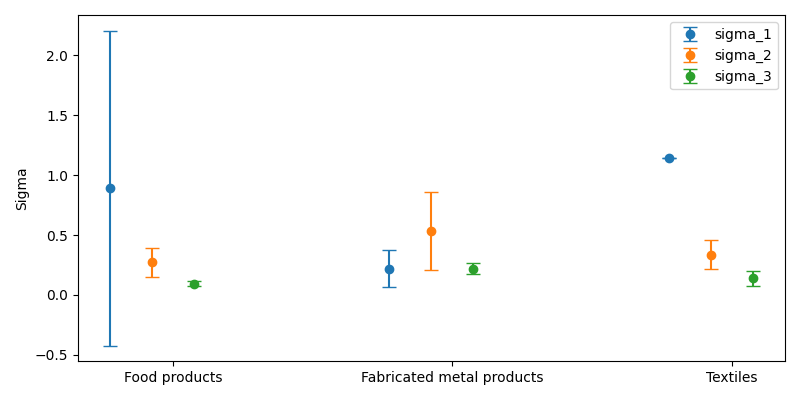 sigma_1
sigma_2
sigma_3
Sigma
2.0
1.5
1.0
0.5
0.0
−0.5
Food products
Fabricated metal products
Textiles